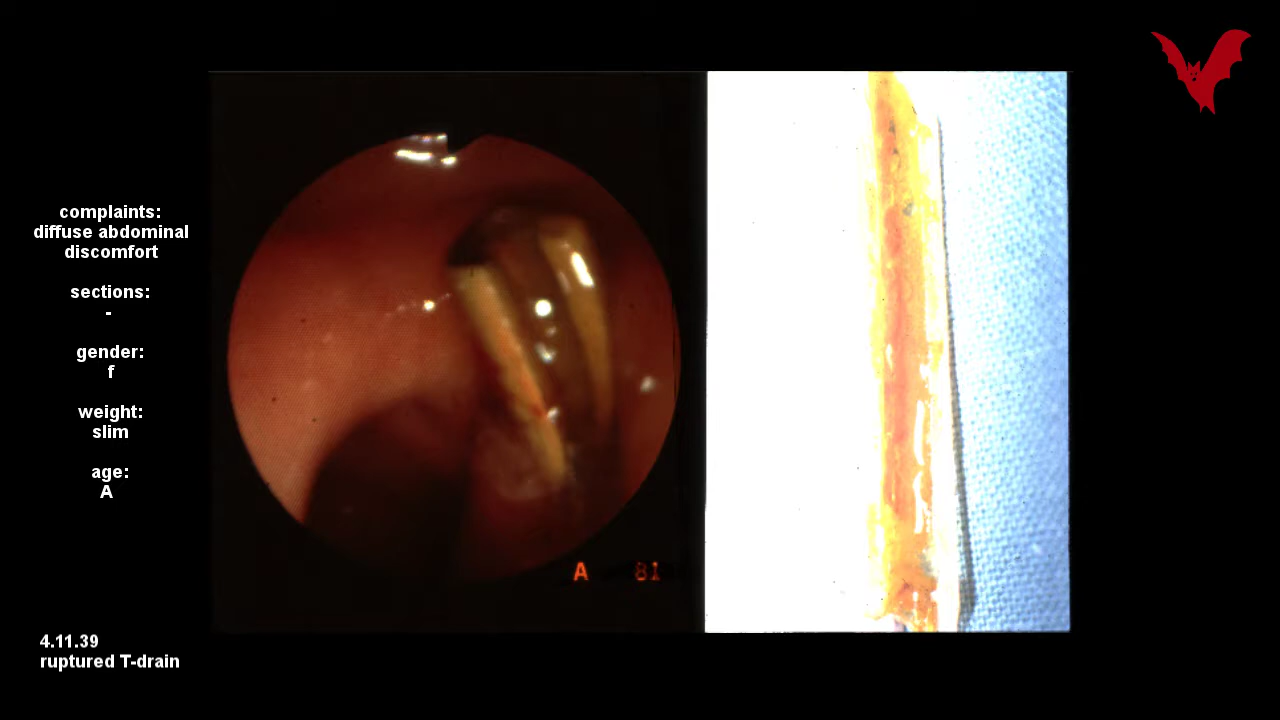 complaints:
diffuse abdominal
discomfort
sections:
-
gender:
f
weight:
slim
age:
A
A 81
4.11.39
ruptured T-drain